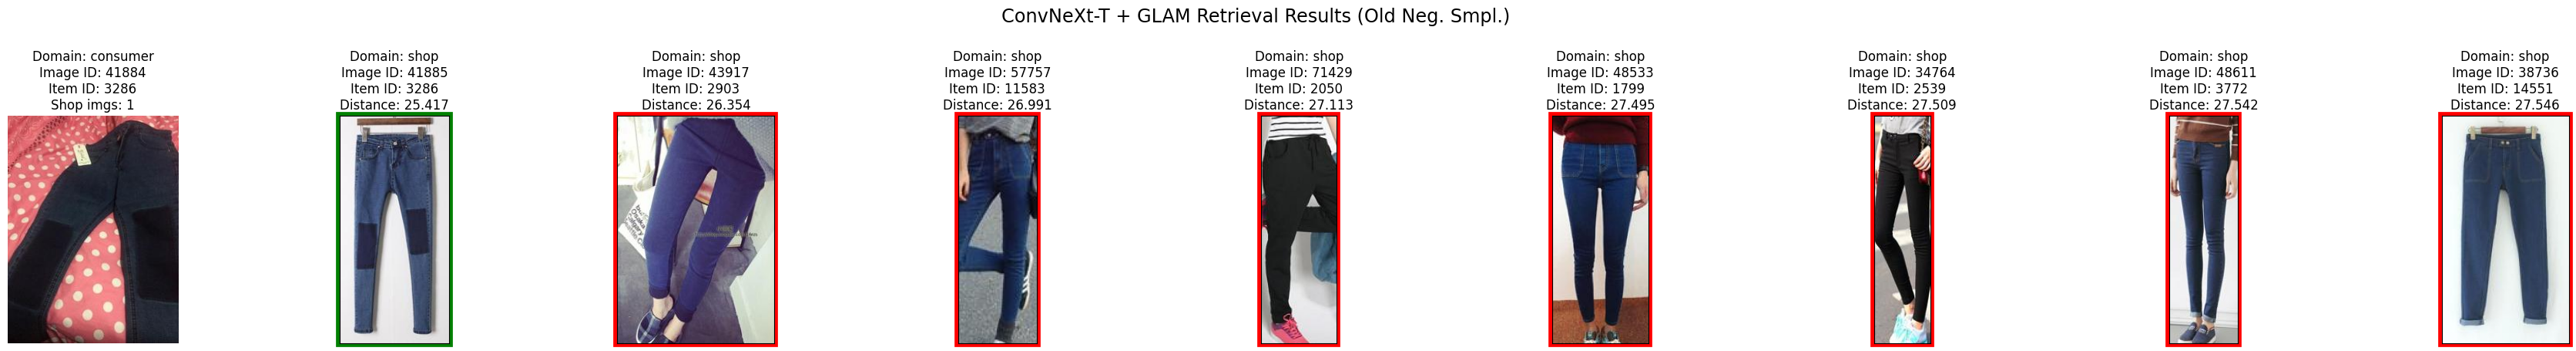 ConvNeXt-T + GLAM Retrieval Results (Old Neg. Smpl.)
Domain: consumer
Image ID: 41884
Item ID: 3286
Shop imgs: 1
Domain: shop
Image ID: 41885
Item ID: 3286
Distance: 25.417
Domain: shop
Image ID: 43917
Item ID: 2903
Distance: 26.354
Domain: shop
Image ID: 57757
Item ID: 11583
Distance: 26.991
Domain: shop
Image ID: 71429
Item ID: 2050
Distance: 27.113
Domain: shop
Image ID: 48533
Item ID: 1799
Distance: 27.495
Domain: shop
Image ID: 34764
Item ID: 2539
Distance: 27.509
Domain: shop
Image ID: 48611
Item ID: 3772
Distance: 27.542
Domain: shop
Image ID: 38736
Item ID: 14551
Distance: 27.546